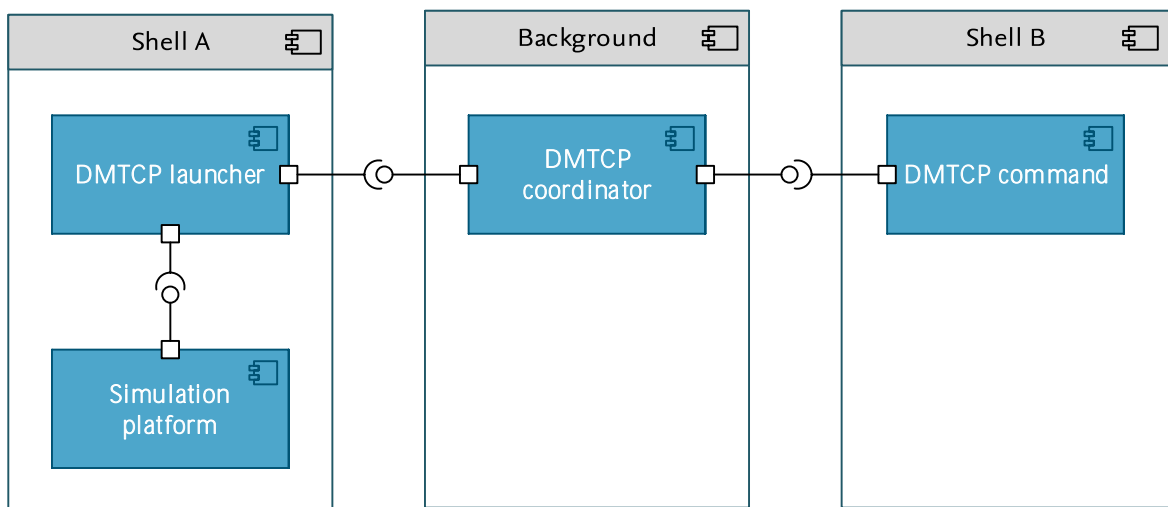 Shell A
Background
Shell B
DMTCP launcher
DMTCP
coordinator
DMTCP command
Simulation
platform